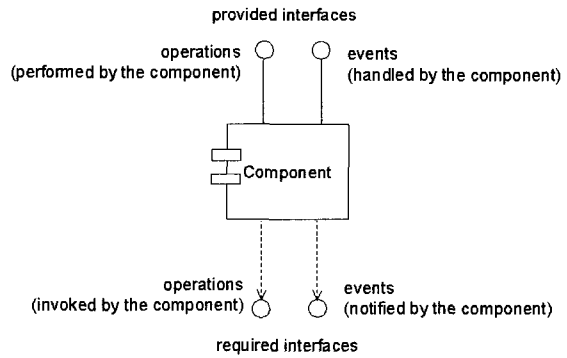 provided interfaces
operations
(performed by the component)
events
(handled by the component)
Component
operations
(invoked by the component)
events
(notified by the component)
required interfaces